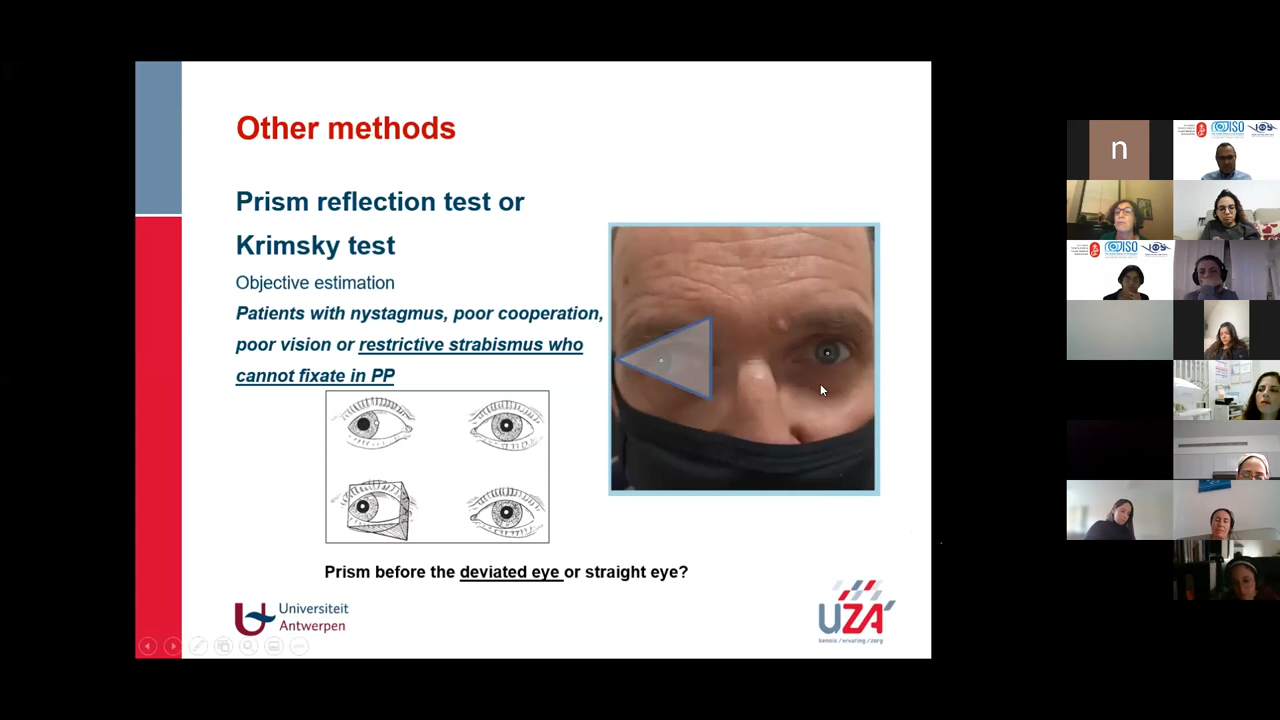 Other methods
Prism reflection test or
Krimsky test
Objective estimation
Patients with nystagmus, poor cooperation,
poor vision or restrictive strabismus who
cannot fixate in PP
Prism before the deviated eye or straight eye?
Universiteit
Antwerpen
UZA'
kennis / ervaring / zorg
n
ISO
ISO